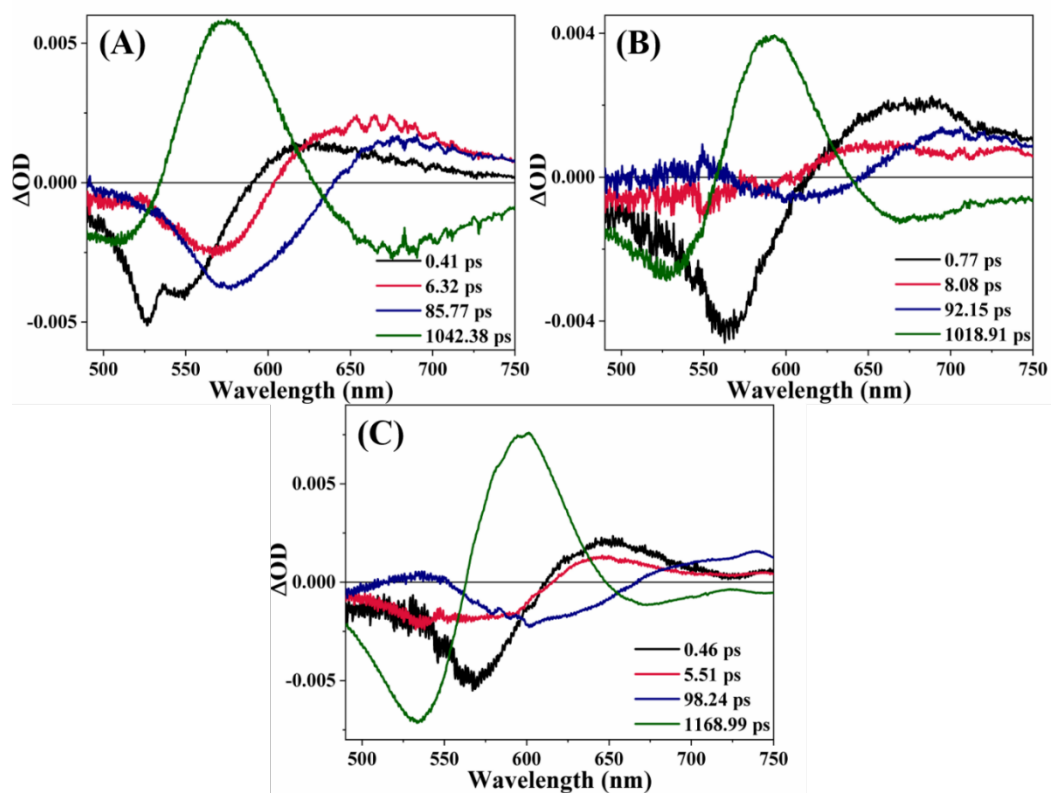 (A)
0.005
0.000
-0.005
ΔOD
0.41 ps
6.32 ps
85.77 ps
1042.38 ps
500 550 600 650 700 750
Wavelength (nm)
(B)
0.004
0.000
-0.004
ΔOD
0.77 ps
8.08 ps
92.15 ps
1018.91 ps
500 550 600 650 700 750
Wavelength (nm)
(C)
0.005
0.000
-0.005
ΔOD
0.46 ps
5.51 ps
98.24 ps
1168.99 ps
500 550 600 650 700 750
Wavelength (nm)